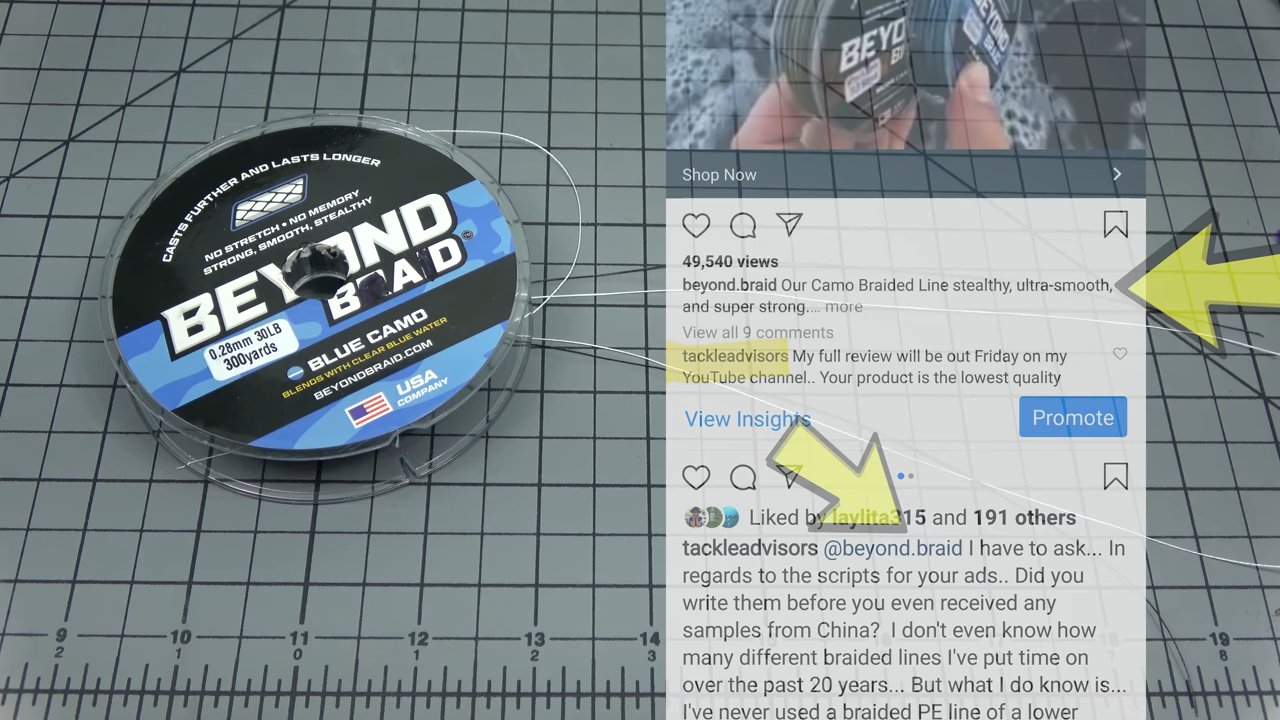 CASTS FURTHER AND LASTS LONGER
NO STRETCH • NO MEMORY
STRONG, SMOOTH, STEALTHY
BEYOND
BRAID
0.28mm 30LB
300yards
BLUE CAMO
BLENDS WITH CLEAR BLUE WATER
BEYONDBRAID.COM
USA
COMPANY
Shop Now
49,540 views
beyond.braid Our Camo Braided Line stealthy, ultra-smooth,
and super strong.... more
View all 9 comments
tackleadvisors My full review will be out Friday on my
YouTube channel.. Your product is the lowest quality
View Insights
Promote
Liked by laylita315 and 191 others
tackleadvisors @beyond.braid I have to ask... In
regards to the scripts for your ads.. Did you
write them before you even received any
samples from China? I don't even know how
many different braided lines I've put time on
over the past 20 years... But what I do know is...
I've never used a braided PE line of a lower
9 10 11 12 13 14 19
2 1 0 1 2 3 8